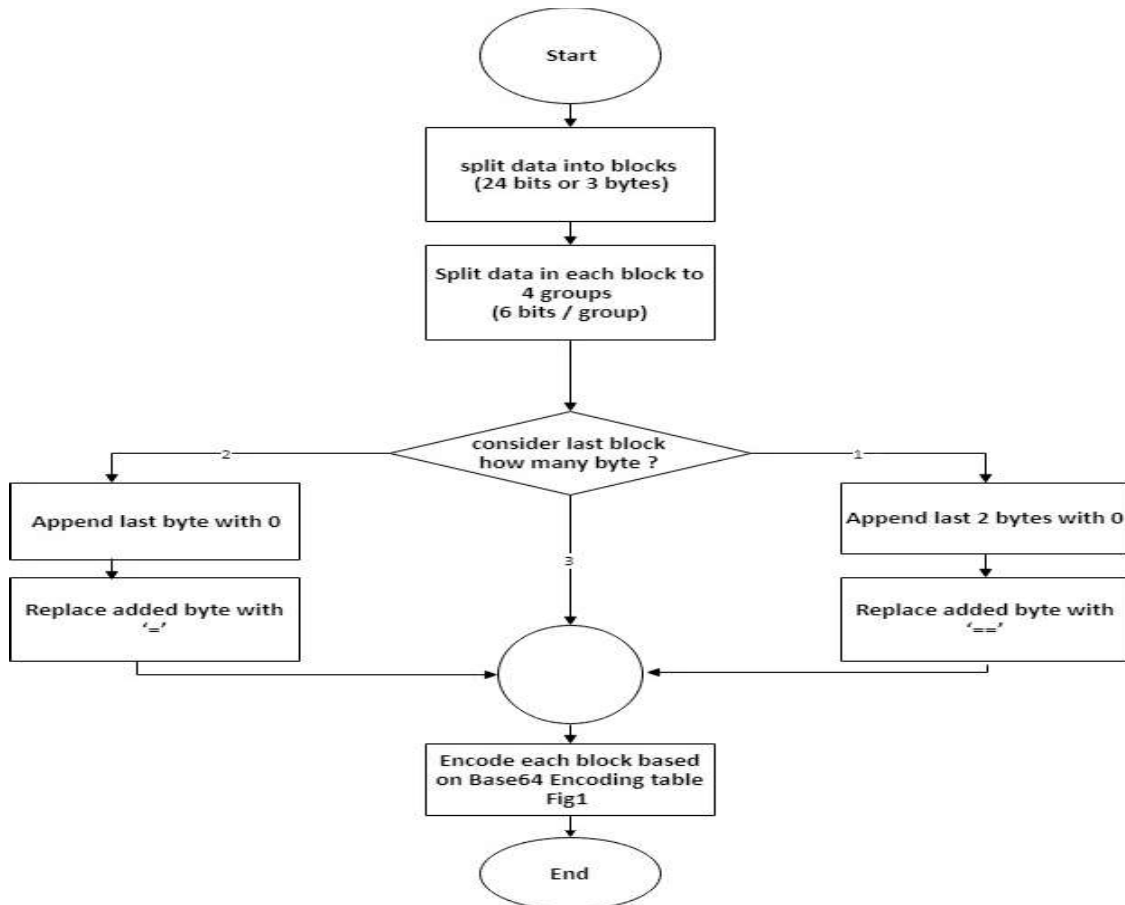 Start
split data into blocks
(24 bits or 3 bytes)
Split data in each block to
4 groups
(6 bits / group)
consider last block
how many byte ?
2
1
3
Append last byte with 0
Replace added byte with
‘=’
Append last 2 bytes with 0
Replace added byte with
‘==’
Encode each block based
on Base64 Encoding table
Fig1
End